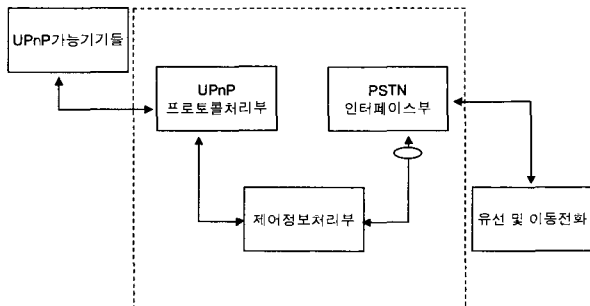 UPnP가능기기들
UPnP
프로토콜처리부
PSTN
인터페이스부
제어정보처리부
유선 및 이동전화